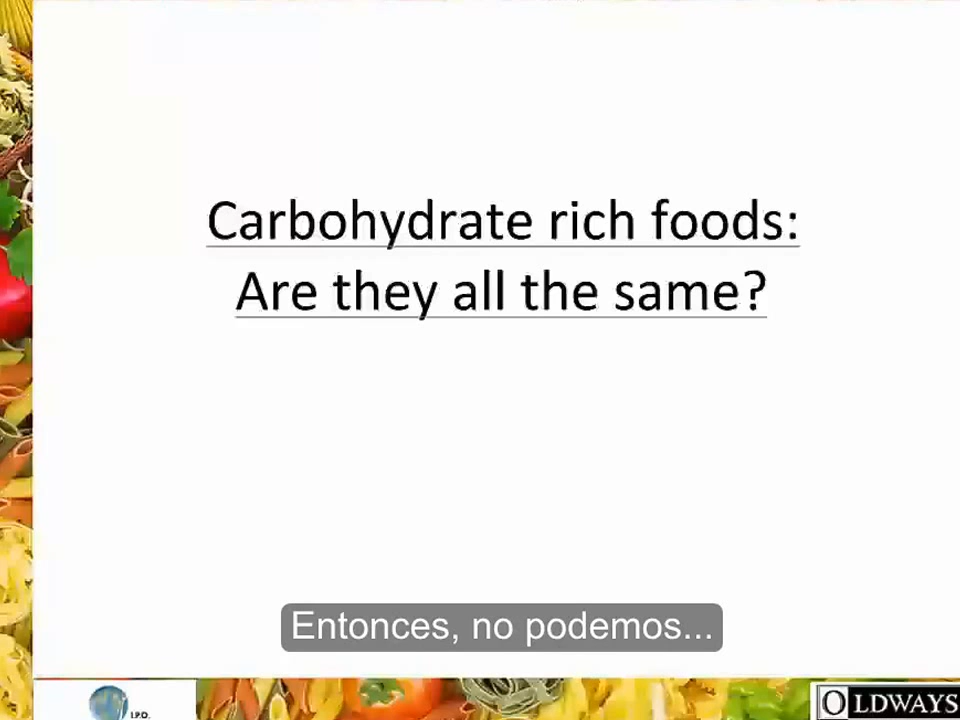 Carbohydrate rich foods:
Are they all the same?
Entonces, no podemos...
I.P.O.
OLDWAYS